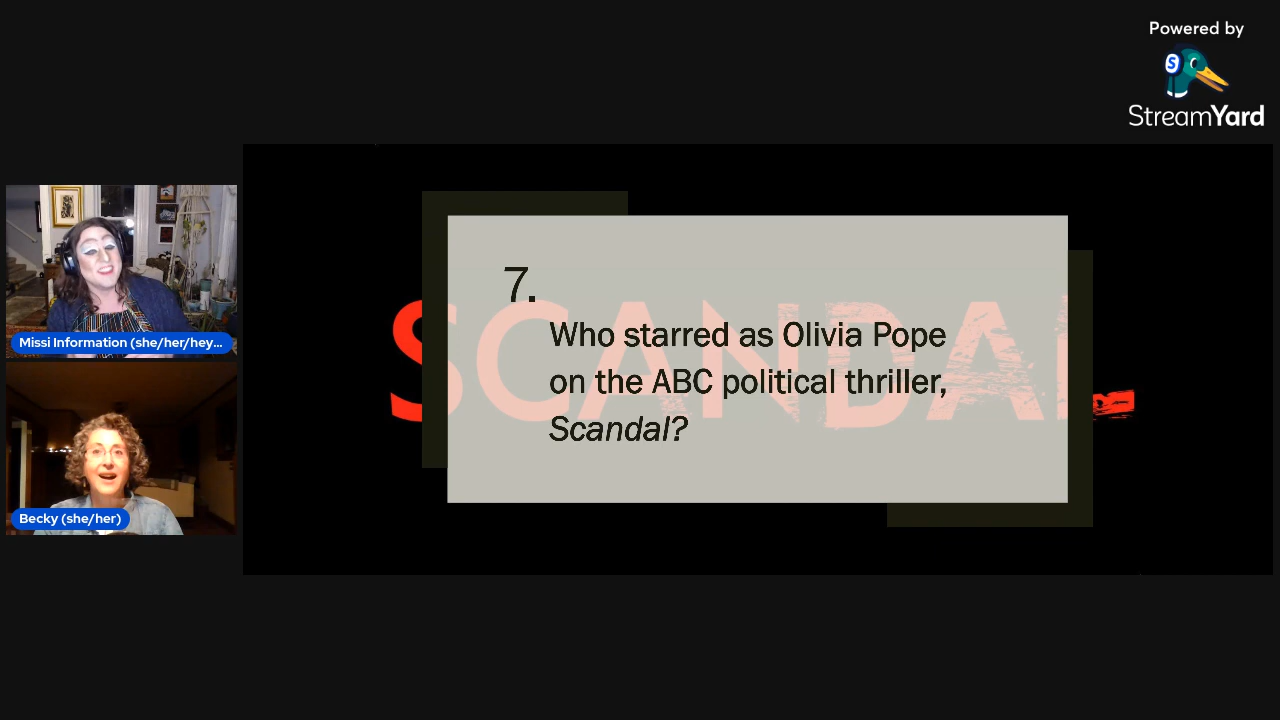 Powered by
StreamYard
Missi Information (she/her/hey...
Becky (she/her)
SCANDAL
7.
Who starred as Olivia Pope
on the ABC political thriller,
Scandal?